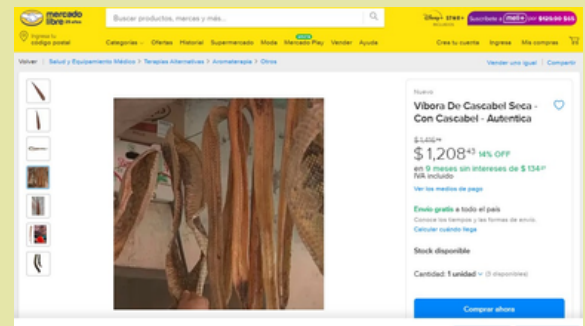 mercado libre
Buscar productos, marcas y más...
Ingresa tu
código postal
Categorías
Ofertas
Historial
Supermercado
Moda
Mercado Play
Vender
Ayuda
Crea tu cuenta
Ingresa
Mis compras
Volver | Salud y Equipamiento Médico > Terapias Alternativas > Aromaterapia > Otros
Vender uno igual | Compartir
Nuevo
Víbora De Cascabel Seca -
Con Cascabel - Autentica
$ 1,208 43 14% OFF
en 9 meses sin intereses de $ 134
IVA incluido
Ver los medios de pago
Envío gratis a todo el país
Conoce los tiempos y las formas de envío.
Calcular cuándo llega
Stock disponible
Cantidad: 1 unidad (3 disponibles)
Comprar ahora